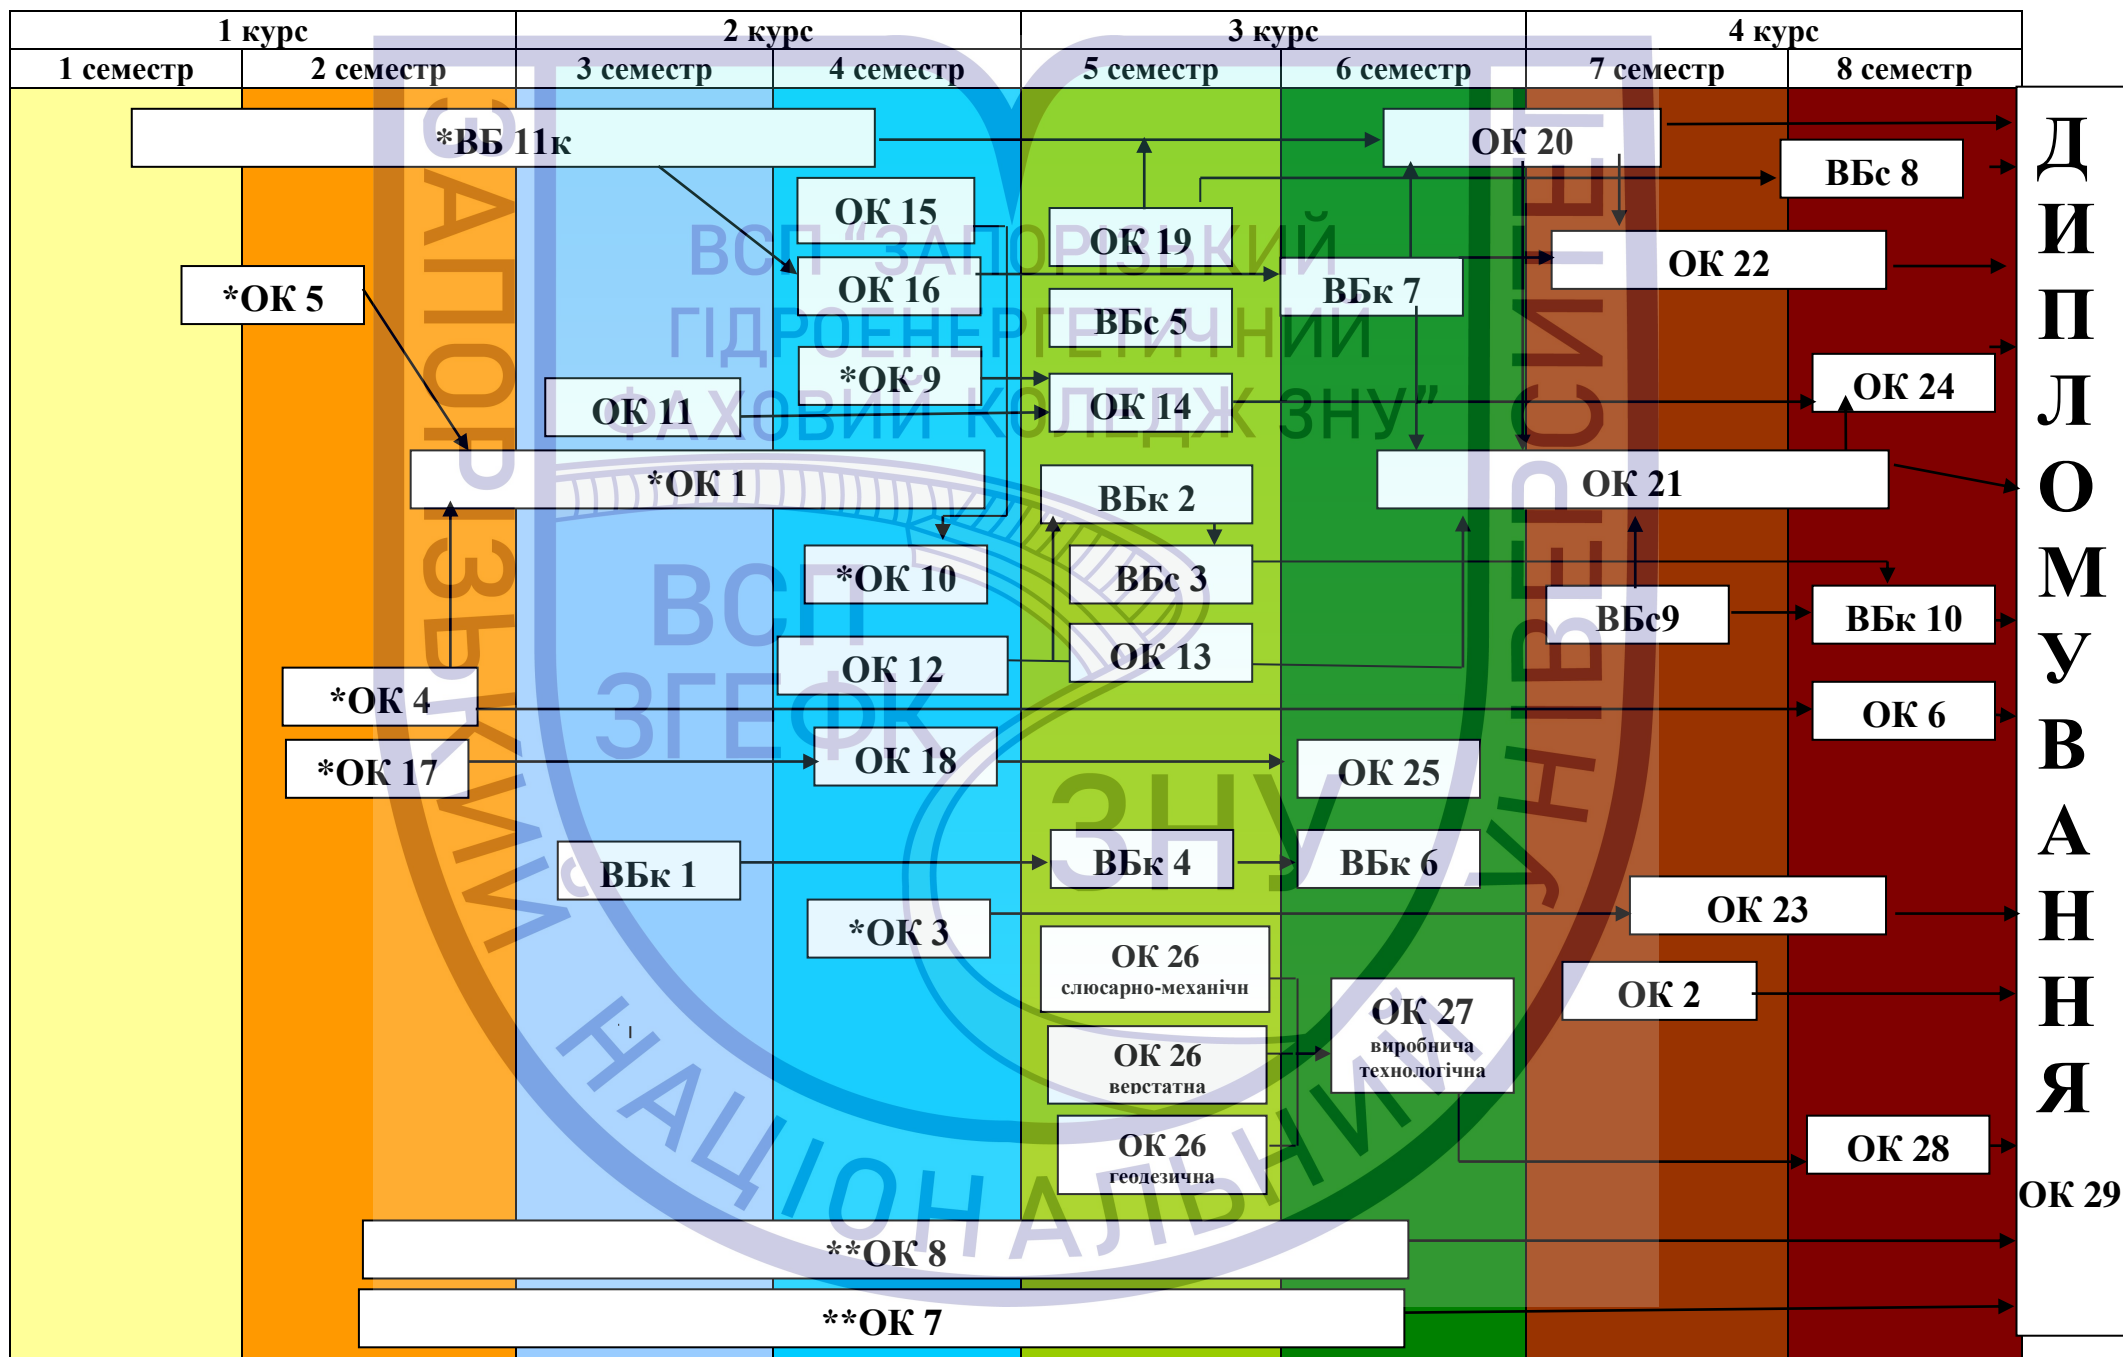 1 курс 2 курс 3 курс 4 курс
1 семестр 2 семестр 3 семестр 4 семестр 5 семестр 6 семестр 7 семестр 8 семестр
*ВБ 11к
ОК 20
ВБс 8
ОК 15
ОК 19
ОК 22
*ОК 5
ОК 16
ВБк 7
ВБс 5
*ОК 9
ОК 24
ОК 11
ОК 14
*ОК 1
ВБк 2
ОК 21
*ОК 10
ВБс 3
ВБс9
ВБк 10
ОК 12
ОК 13
*ОК 4
ОК 6
*ОК 17
ОК 18
ОК 25
ВБк 1
ВБк 4
ВБк 6
*ОК 3
ОК 23
ОК 26
слюсарно-механічн
ОК 27
виробнича
технологічна
ОК 2
ОК 26
верстатна
ОК 26
геодезична
ОК 28
**ОК 8
**ОК 7
ДИПЛОМУВАННЯ
ОК 29
ВСП “ЗАПОРІЗЬКИЙ
ГІДРОЕНЕРГЕТИЧНИЙ
ФАХОВИЙ КОЛЕДЖ ЗНУ”
ВСП
ЗГЕФК
ЗНУ
ЗАПОРІЗЬКИЙ НАЦІОНАЛЬНИЙ УНІВЕРСИТЕТ